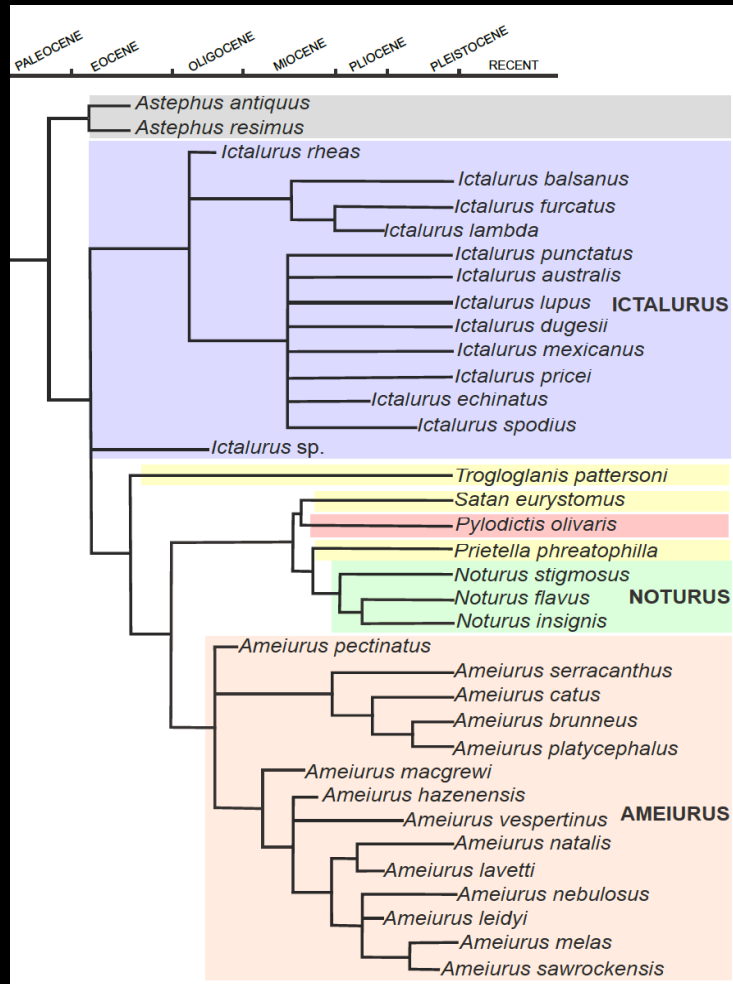 PALEOCENE
EOCENE
OLIGOCENE
MIOCENE
PLIOCENE
PLEISTOCENE
RECENT
Astephus antiquus
Astephus resimus
Ictalurus rheas
Ictalurus balsanus
Ictalurus furcatus
Ictalurus lambda
Ictalurus punctatus
Ictalurus australis
Ictalurus lupus
ICTALURUS
Ictalurus dugesii
Ictalurus mexicanus
Ictalurus pricei
Ictalurus echinatus
Ictalurus spodius
Ictalurus sp.
Trogloglanis pattersoni
Satan eurystomus
Pylodictis olivaris
Prietella phreatophilla
Noturus stigmosus
Noturus flavus
NOTURUS
Noturus insignis
Ameiurus pectinatus
Ameiurus serracanthus
Ameiurus catus
Ameiurus brunneus
Ameiurus platycephalus
Ameiurus macgrewi
Ameiurus hazenensis
Ameiurus vespertinus
AMEIURUS
Ameiurus natalis
Ameiurus lavetti
Ameiurus nebulosus
Ameiurus leidyi
Ameiurus melas
Ameiurus sawrockensis